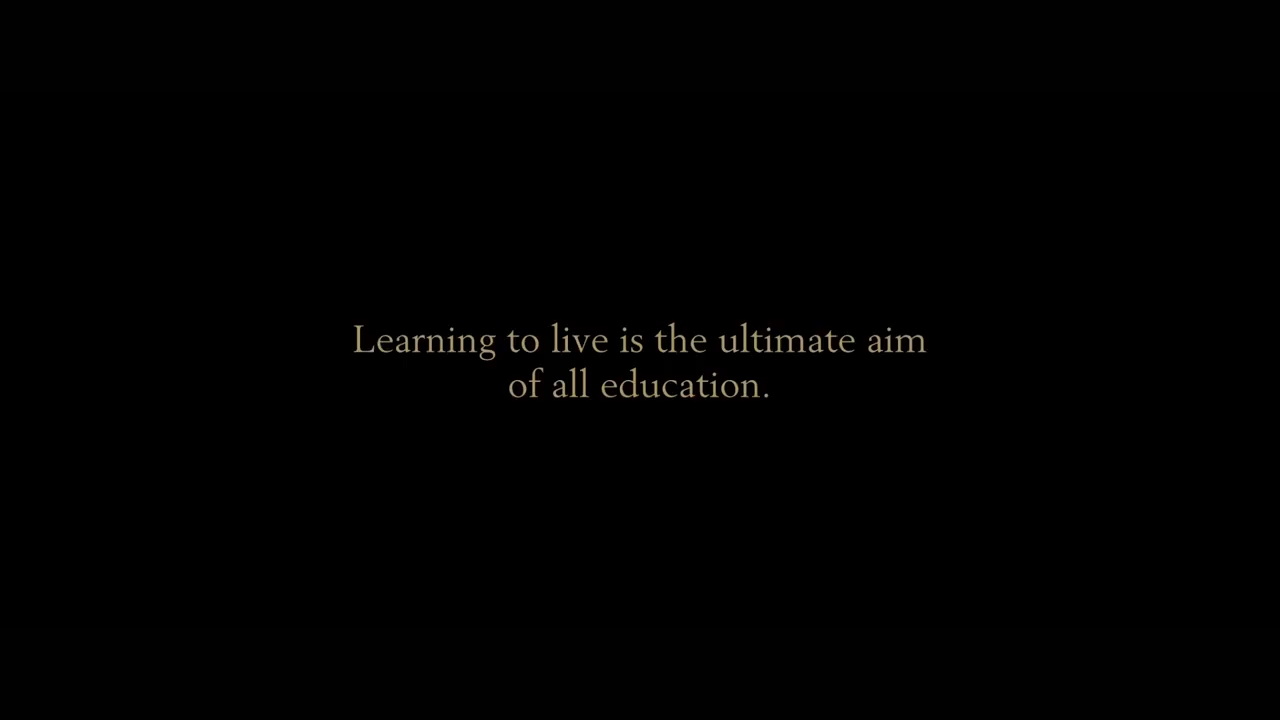 Learning to live is the ultimate aim
of all education.